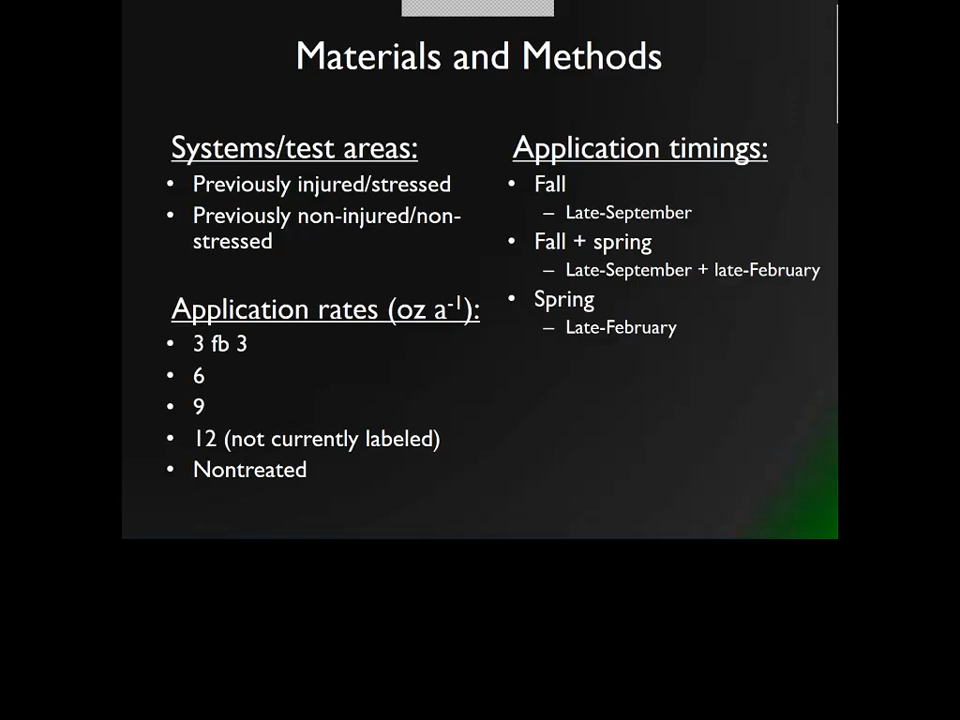 Materials and Methods
Systems/test areas:
• Previously injured/stressed
• Previously non-injured/non-
stressed
Application rates (oz a⁻¹):
• 3 fb 3
• 6
• 9
• 12 (not currently labeled)
• Nontreated
Application timings:
• Fall
– Late-September
• Fall + spring
– Late-September + late-February
• Spring
– Late-February